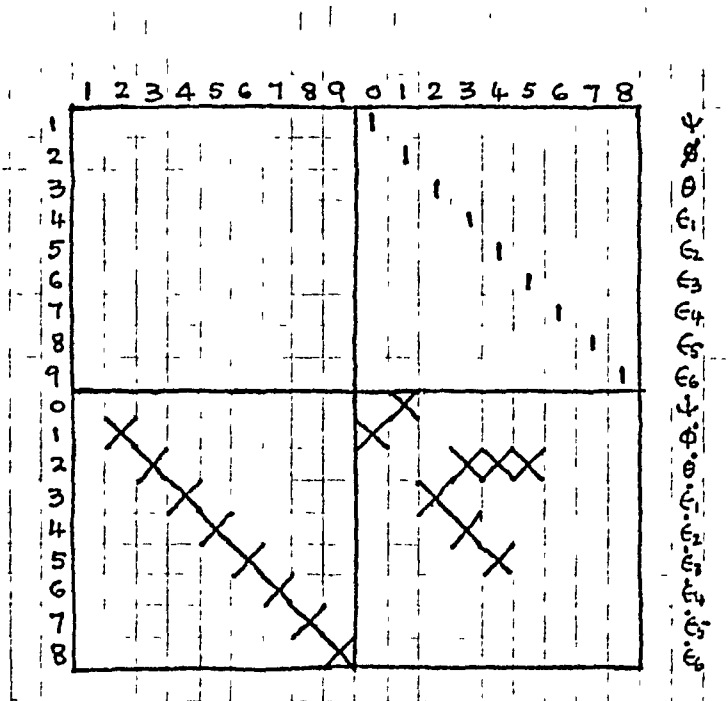 1 2 3 4 5 6 7 8 9 0 1 2 3 4 5 6 7 8
1 | ψ
2 | ϕ
3 | θ
4 | ϵ₁
5 | ϵ₂
6 | ϵ₃
7 | ϵ₄
8 | ϵ₅
9 | ϵ₆
0 X ψ̇
1 X X ϕ̇
2 X X X X θ̇
3 X X ϵ̇₁
4 X X ϵ̇₂
5 X X ϵ̇₃
6 X ϵ̇₄
7 X ϵ̇₅
8 X ϵ̇₆